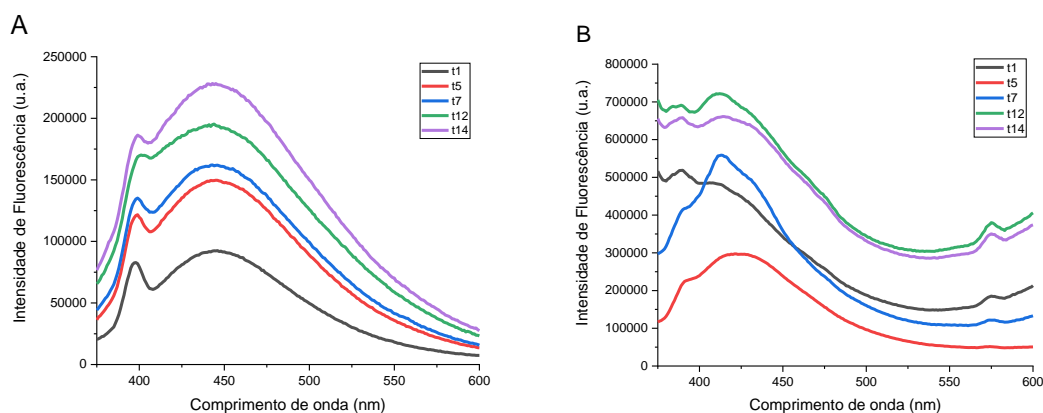 A
Intensidade de Fluorescência (u.a.)
250000
200000
150000
100000
50000
0
400
450
500
550
600
Comprimento de onda (nm)
t1
t5
t7
t12
t14
B
Intensidade de Fluorescência (u.a.)
800000
700000
600000
500000
400000
300000
200000
100000
0
400
450
500
550
600
Comprimento de onda (nm)
t1
t5
t7
t12
t14